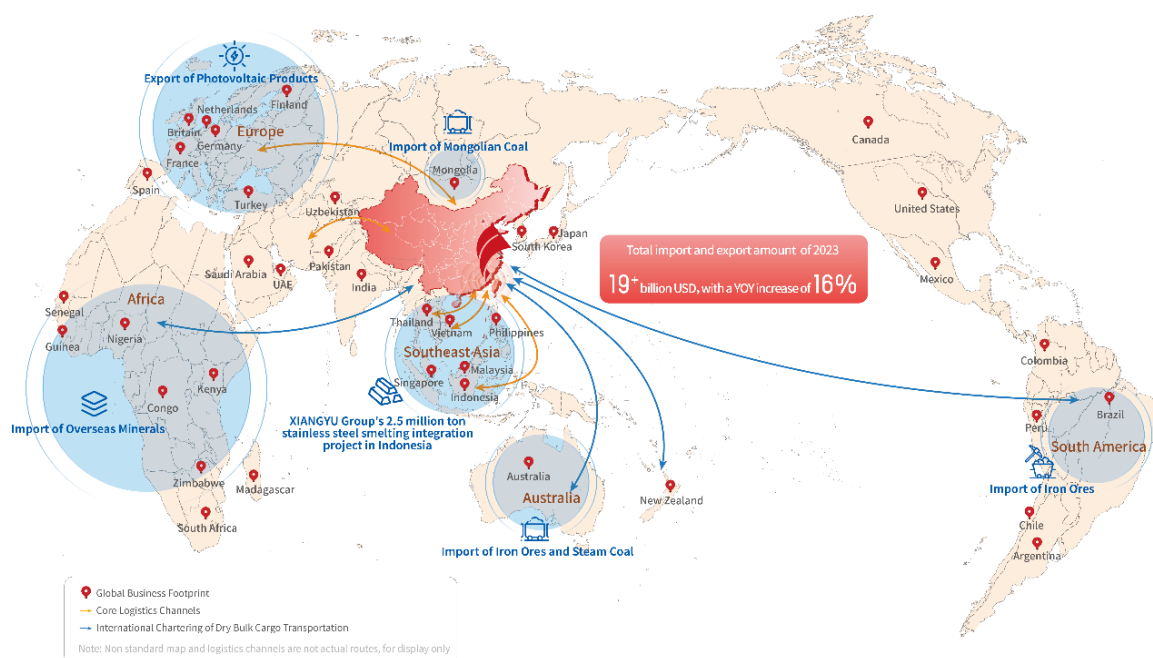 Export of Photovoltaic Products
Finland
Netherlands
Britain
Europe
Germany
France
Spain
Turkey
Import of Mongolian Coal
Mongolia
Uzbekistan
Pakistan
India
Saudi Arabia
UAE
South Korea
Japan
Canada
United States
Mexico
Total import and export amount of 2023
19+ billion USD, with a YOY increase of 16%
Africa
Senegal
Guinea
Nigeria
Kenya
Congo
Import of Overseas Minerals
Zimbabwe
Madagascar
South Africa
Thailand
Vietnam
Philippines
Southeast Asia
Malaysia
Singapore
Indonesia
XIANGYU Group's 2.5 million ton
stainless steel smelting integration
project in Indonesia
Australia
Australia
New Zealand
Import of Iron Ores and Steam Coal
Colombia
Brazil
Peru
South America
Import of Iron Ores
Chile
Argentina
Global Business Footprint
Core Logistics Channels
International Chartering of Dry Bulk Cargo Transportation
Note: Non standard map and logistics channels are not actual routes, for display only